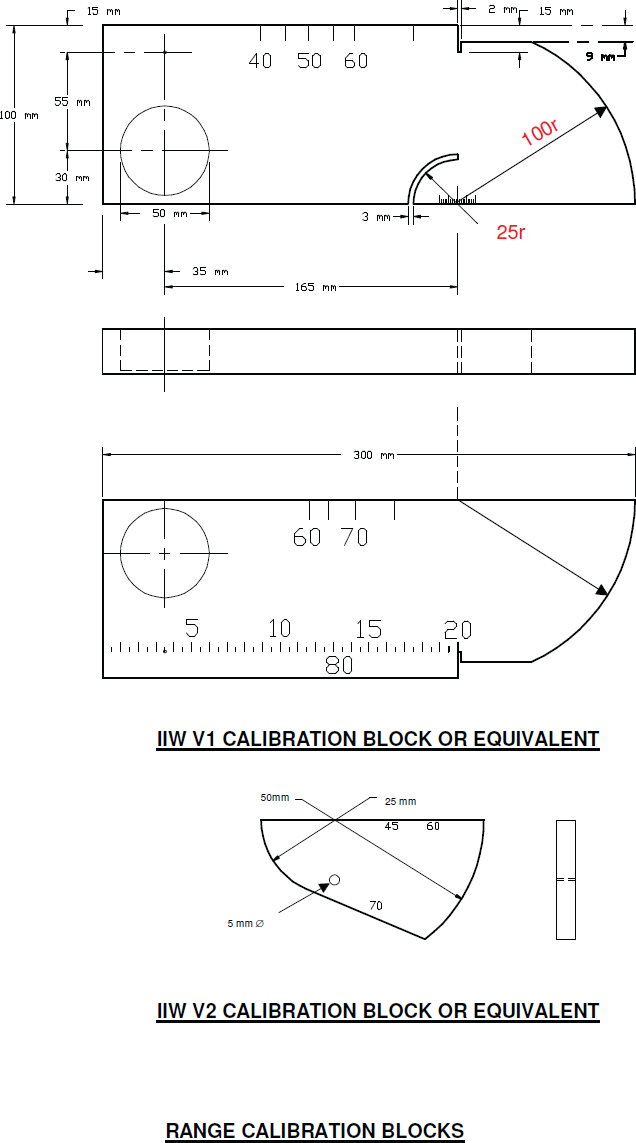 15 mm
2 mm
15 mm
40 50 60
9 mm
55 mm
100 mm
100r
30 mm
50 mm
3 mm
25r
35 mm
165 mm
300 mm
60 70
5 10 15 20
80
IIW V1 CALIBRATION BLOCK OR EQUIVALENT
50mm
25 mm
45 60
70
5 mm ∅
IIW V2 CALIBRATION BLOCK OR EQUIVALENT
RANGE CALIBRATION BLOCKS